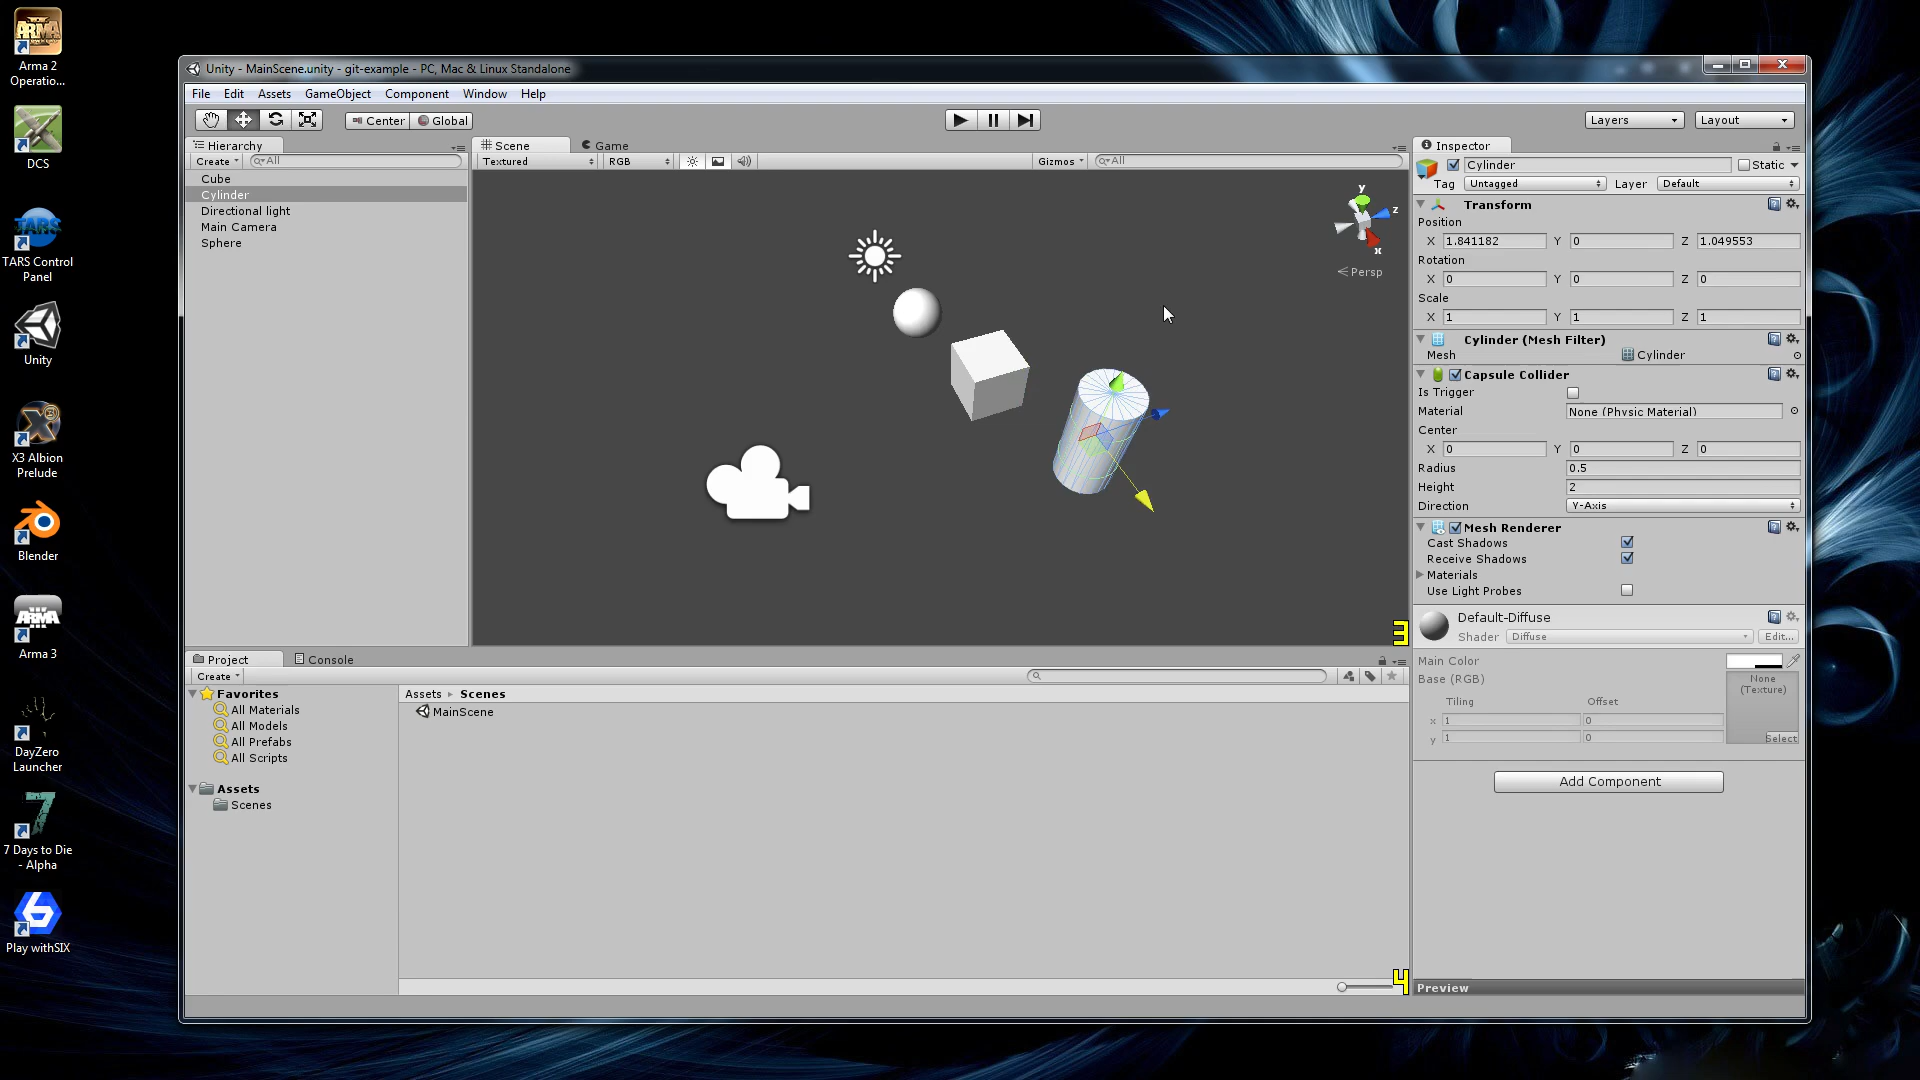 Arma 2
Operatio...
DCS
TARS
TARS Control
Panel
Unity
X3 Albion
Prelude
Blender
ARMA
Arma 3
DayZero
Launcher
7 Days to Die
- Alpha
Play withSIX
Unity - MainScene.unity - git-example - PC, Mac & Linux Standalone
File Edit Assets GameObject Component Window Help
Center Global
Layers Layout
Hierarchy
Create All
Cube
Cylinder
Directional light
Main Camera
Sphere
Scene Game
Textured RGB Gizmos All
y
z
x
Persp
3
Project Console
Create
Favorites
All Materials
All Models
All Prefabs
All Scripts
Assets
Scenes
Assets Scenes
MainScene
4
Inspector
Cylinder Static
Tag Untagged Layer Default
Transform
Position
X 1.841182 Y 0 Z 1.049553
Rotation
X 0 Y 0 Z 0
Scale
X 1 Y 1 Z 1
Cylinder (Mesh Filter)
Mesh Cylinder
Capsule Collider
Is Trigger
Material None (Physic Material)
Center
X 0 Y 0 Z 0
Radius 0.5
Height 2
Direction Y-Axis
Mesh Renderer
Cast Shadows
Receive Shadows
Materials
Use Light Probes
Default-Diffuse
Shader Diffuse Edit...
Main Color
Base (RGB)
None
(Texture)
Tiling Offset
x 1 0
y 1 0
Select
Add Component
Preview